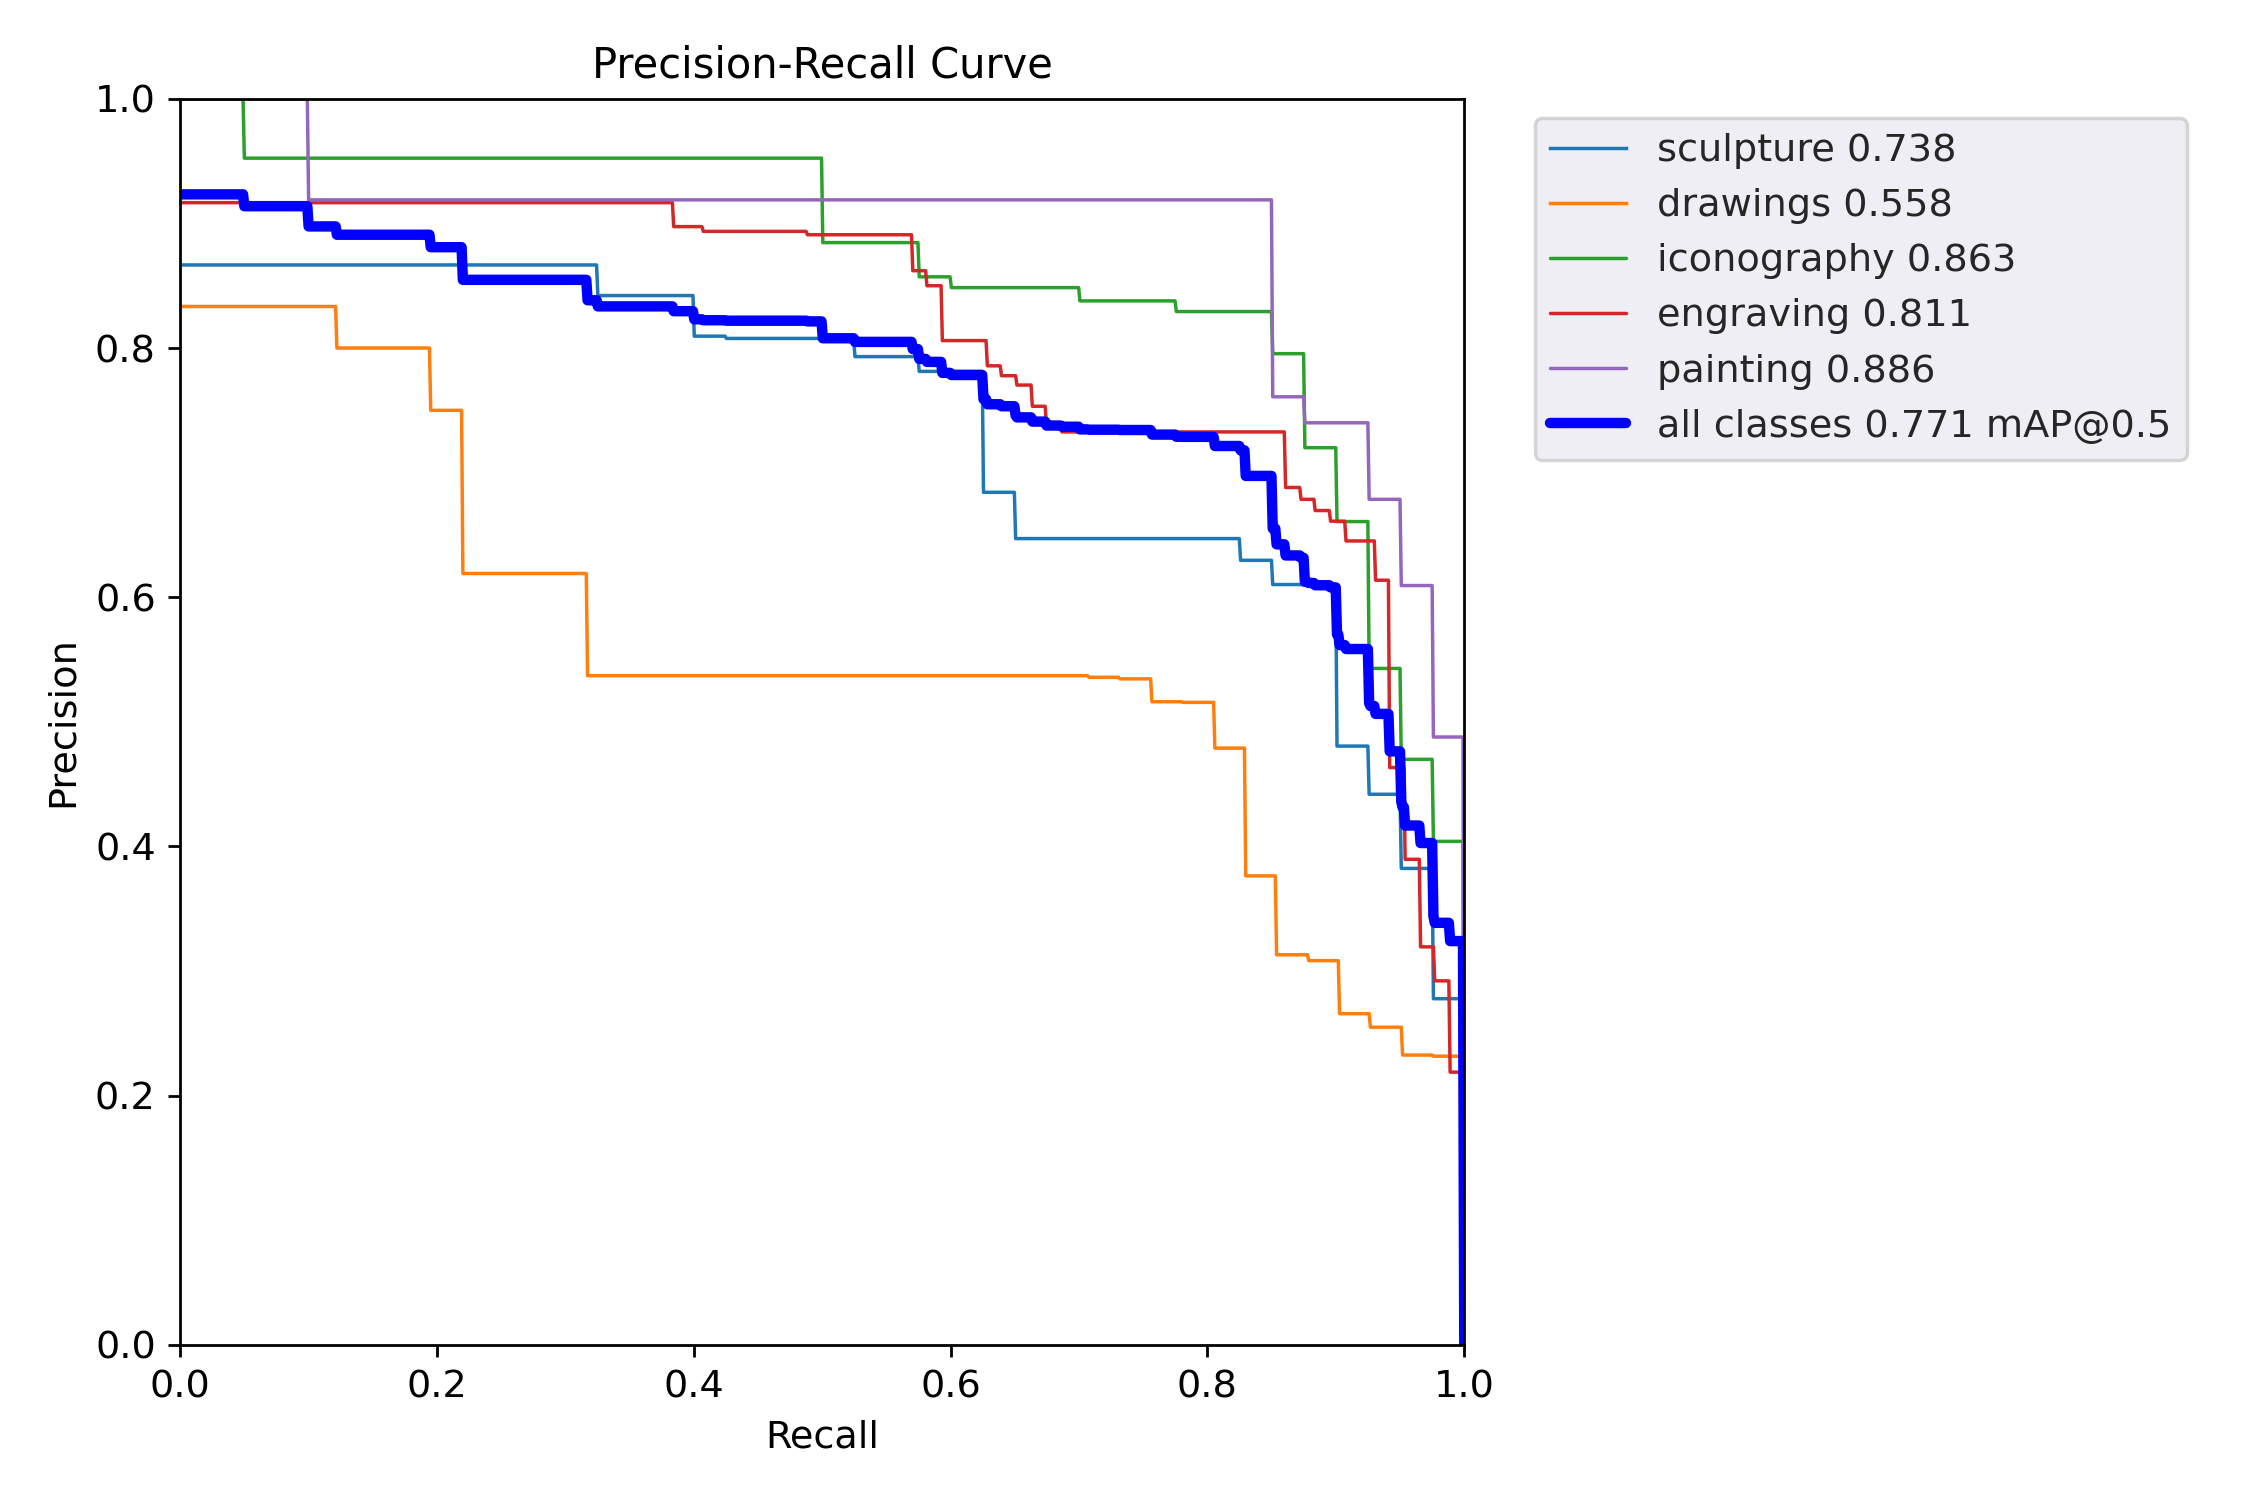 Precision-Recall Curve
1.0
0.8
0.6
0.4
0.2
0.0
Precision
0.0 0.2 0.4 0.6 0.8 1.0
Recall
sculpture 0.738
drawings 0.558
iconography 0.863
engraving 0.811
painting 0.886
all classes 0.771 mAP@0.5